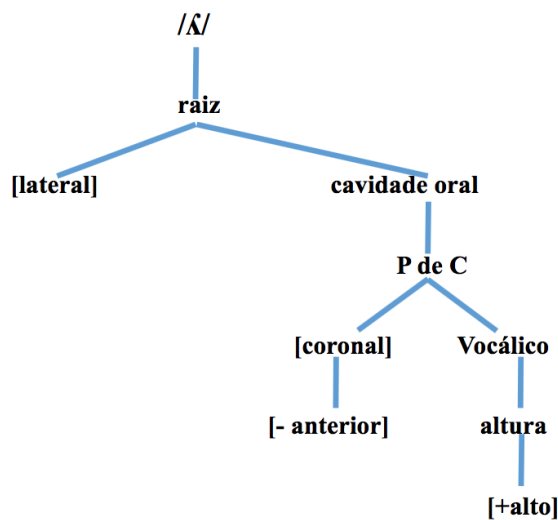 /ʎ/
raiz
[lateral] cavidade oral
P de C
[coronal] Vocálico
[- anterior] altura
[+alto]